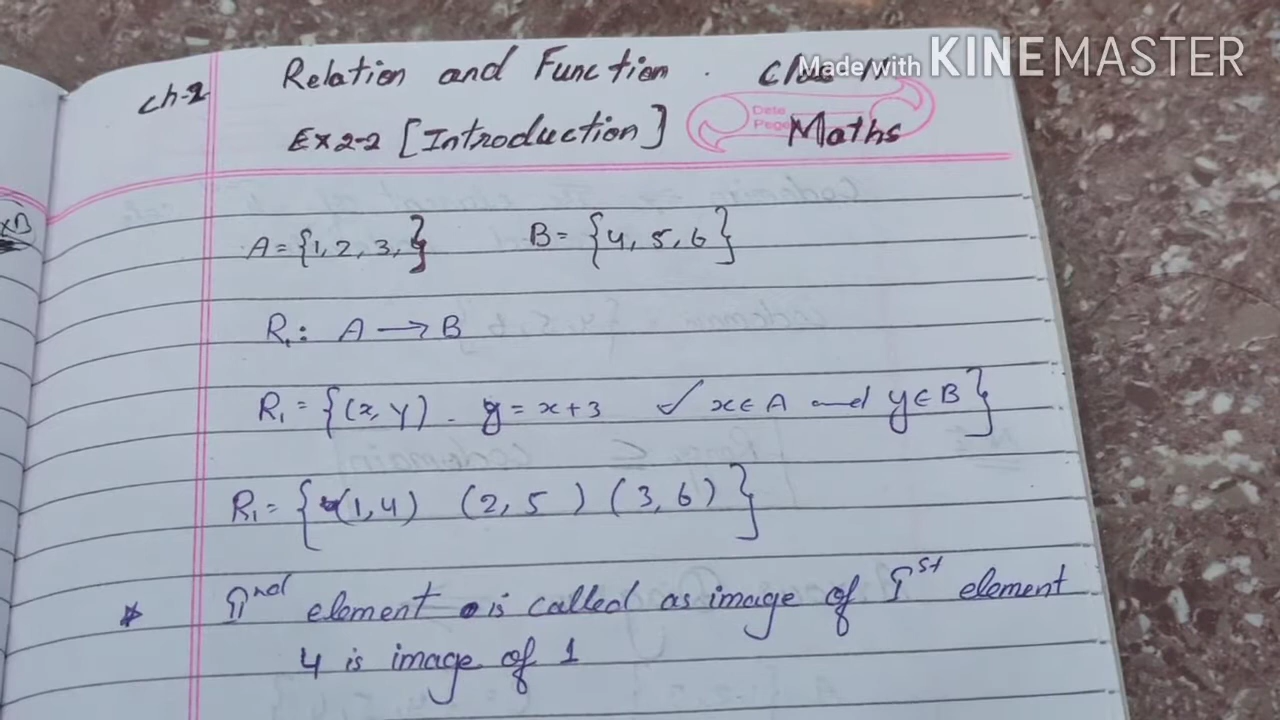 Made With KINEMASTER
Ch-2 Relation and Function.
Date
Ex 2-2 [Introduction] Maths
A = {1, 2, 3, } B = {4, 5, 6}
R₁: A → B
R₁ = {(x, y) . y = x+3 ✓ x ∈ A and y ∈ B}
R₁ = { (1, 4) (2, 5 ) (3, 6) }
* IInd element is called as image of Ist element
4 is image of 1